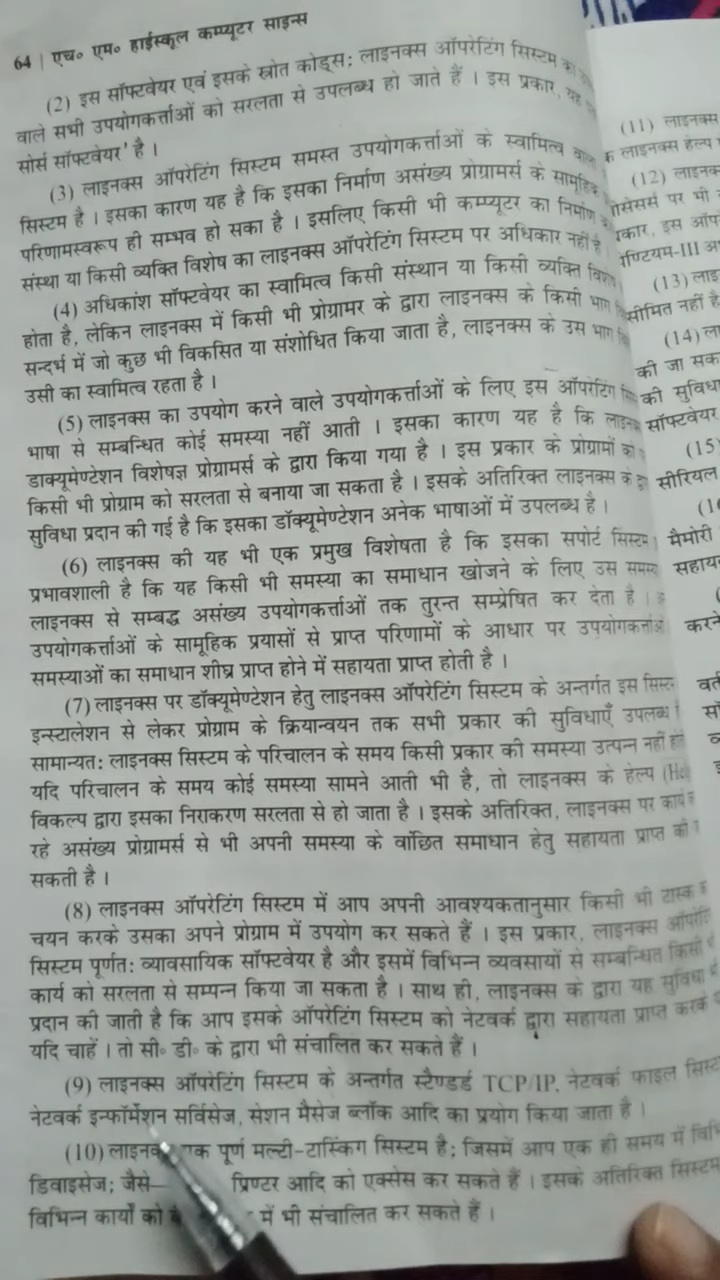 64 | एच० एम० हाईस्कूल कम्प्यूटर साइन्स
(2) इस सॉफ्टवेयर एवं इसके स्रोत कोड्स; लाइनक्स ऑपरेटिंग सिस्टम का
वाले सभी उपयोगकर्त्ताओं को सरलता से उपलब्ध हो जाते हैं । इस प्रकार, यह
सोर्स सॉफ्टवेयर' है ।
(3) लाइनक्स ऑपरेटिंग सिस्टम समस्त उपयोगकर्त्ताओं के स्वामित्व वाला
सिस्टम है । इसका कारण यह है कि इसका निर्माण असंख्य प्रोग्रामर्स के सामूहिक
परिणामस्वरूप ही सम्भव हो सका है । इसलिए किसी भी कम्प्यूटर का निर्माण
संस्था या किसी व्यक्ति विशेष का लाइनक्स ऑपरेटिंग सिस्टम पर अधिकार नहीं है
(4) अधिकांश सॉफ्टवेयर का स्वामित्व किसी संस्थान या किसी व्यक्ति विशेष
होता है, लेकिन लाइनक्स में किसी भी प्रोग्रामर के द्वारा लाइनक्स के किसी भाग
सन्दर्भ में जो कुछ भी विकसित या संशोधित किया जाता है, लाइनक्स के उस भाग
उसी का स्वामित्व रहता है ।
(5) लाइनक्स का उपयोग करने वाले उपयोगकर्त्ताओं के लिए इस ऑपरेटिंग
भाषा से सम्बन्धित कोई समस्या नहीं आती । इसका कारण यह है कि लाइनक्स
डाक्यूमेण्टेशन विशेषज्ञ प्रोग्रामर्स के द्वारा किया गया है । इस प्रकार के प्रोग्रामों को
किसी भी प्रोग्राम को सरलता से बनाया जा सकता है । इसके अतिरिक्त लाइनक्स के
सुविधा प्रदान की गई है कि इसका डॉक्यूमेण्टेशन अनेक भाषाओं में उपलब्ध है ।
(6) लाइनक्स की यह भी एक प्रमुख विशेषता है कि इसका सपोर्ट सिस्टम
प्रभावशाली है कि यह किसी भी समस्या का समाधान खोजने के लिए उस समस्या
लाइनक्स से सम्बद्ध असंख्य उपयोगकर्त्ताओं तक तुरन्त सम्प्रेषित कर देता है ।
उपयोगकर्त्ताओं के सामूहिक प्रयासों से प्राप्त परिणामों के आधार पर उपयोगकर्त्ताओं
समस्याओं का समाधान शीघ्र प्राप्त होने में सहायता प्राप्त होती है ।
(7) लाइनक्स पर डॉक्यूमेण्टेशन हेतु लाइनक्स ऑपरेटिंग सिस्टम के अन्तर्गत इस सिस्टम
इन्स्टालेशन से लेकर प्रोग्राम के क्रियान्वयन तक सभी प्रकार की सुविधाएँ उपलब्ध
सामान्यत: लाइनक्स सिस्टम के परिचालन के समय किसी प्रकार की समस्या उत्पन्न नहीं होती
यदि परिचालन के समय कोई समस्या सामने आती भी है, तो लाइनक्स के हेल्प
विकल्प द्वारा इसका निराकरण सरलता से हो जाता है । इसके अतिरिक्त, लाइनक्स पर कार्य कर
रहे असंख्य प्रोग्रामर्स से भी अपनी समस्या के वांछित समाधान हेतु सहायता प्राप्त की
सकती है ।
(8) लाइनक्स ऑपरेटिंग सिस्टम में आप अपनी आवश्यकतानुसार किसी भी टास्क
चयन करके उसका अपने प्रोग्राम में उपयोग कर सकते हैं । इस प्रकार, लाइनक्स
सिस्टम पूर्णत: व्यावसायिक सॉफ्टवेयर है और इसमें विभिन्न व्यवसायों से सम्बन्धित किसी
कार्य को सरलता से सम्पन्न किया जा सकता है । साथ ही, लाइनक्स के द्वारा यह सुविधा
प्रदान की जाती है कि आप इसके ऑपरेटिंग सिस्टम को नेटवर्क द्वारा सहायता प्राप्त करके
यदि चाहें । तो सी० डी० के द्वारा भी संचालित कर सकते हैं ।
(9) लाइनक्स ऑपरेटिंग सिस्टम के अन्तर्गत स्टैण्डर्ड TCP/IP, नेटवर्क फाइल
नेटवर्क इन्फॉर्मेशन सर्विसेज, सेशन मैसेज ब्लॉक आदि का प्रयोग किया जाता है ।
(10) एक पूर्ण मल्टी-टास्किंग सिस्टम है; जिसमें आप एक ही समय में
डिवाइसेज; जैसे— प्रिण्टर आदि को एक्सेस कर सकते हैं । इसके अतिरिक्त
विभिन्न कार्यों को में भी संचालित कर सकते हैं ।
(11) लाइनक्स
लाइनक्स हेल्प
(12)
पर भी
इस
(13)
सीमित नहीं है
(14)
की जा सक
की सुविधा
सॉफ्टवेयर
(15)
सीरियल
मैमोरी
करने